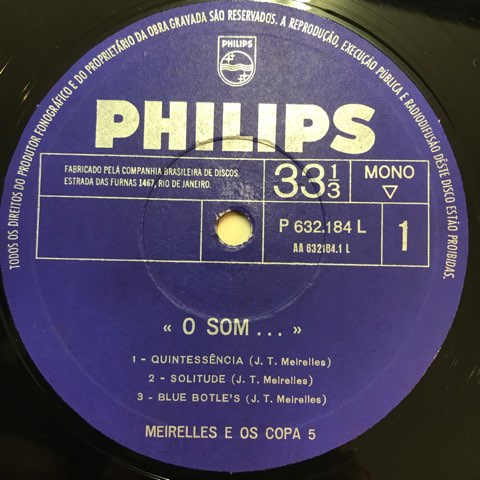 TODOS OS DIREITOS DO PRODUTOR FONOGRÁFICO E DO PROPRIETÁRIO DA OBRA GRAVADA SÃO RESERVADOS. A REPRODUÇÃO, EXECUÇÃO PÚBLICA E RADIODIFUSÃO DÊSTE DISCO ESTÃO PROIBIDAS.
PHILIPS
PHILIPS
FABRICADO PELA COMPANHIA BRASILEIRA DE DISCOS.
ESTRADA DAS FURNAS 1467, RIO DE JANEIRO.
33 1/3
MONO
P 632.184 L
AA 632184.1 L
1
« O SOM... »
1 - QUINTESSÊNCIA (J. T. Meirelles)
2 - SOLITUDE (J. T. Meirelles)
3 - BLUE BOTLE'S (J. T. Meirelles)
MEIRELLES E OS COPA 5